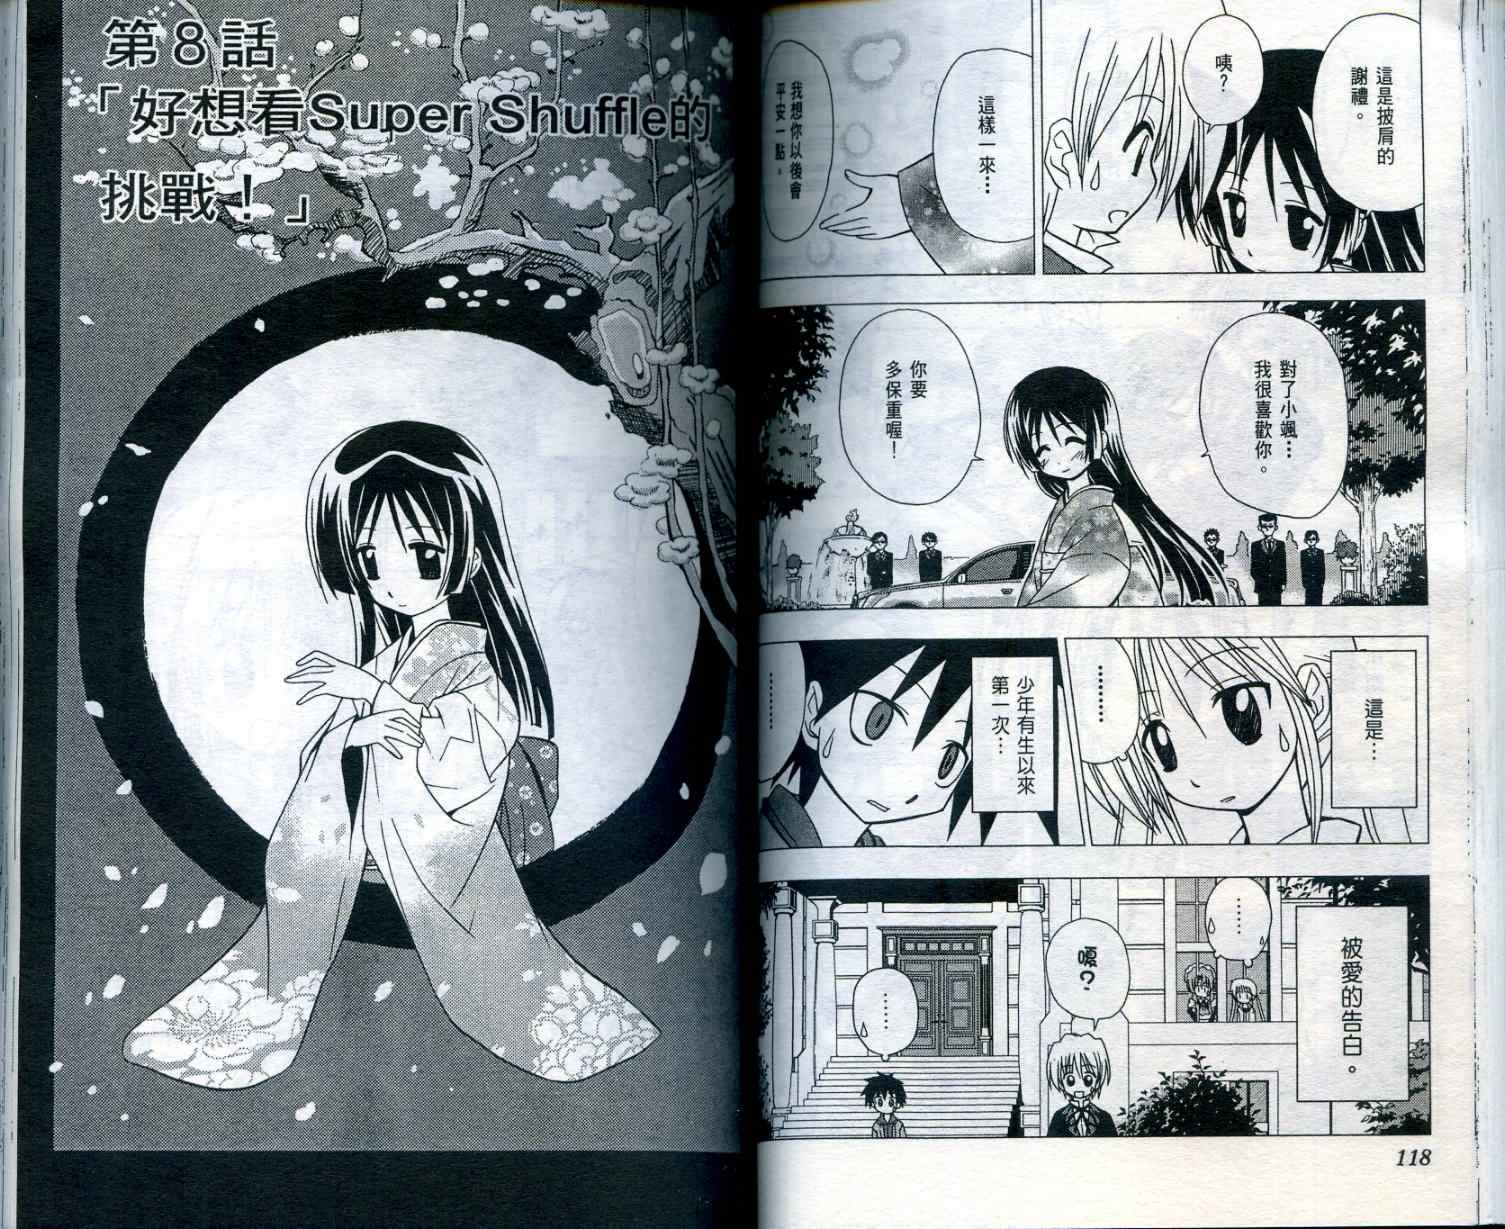 這是披肩的
謝禮。
咦?
這樣一來…
我想你以後會
平安一點。
對了小颯…
我很喜歡你。
你要
多保重喔!
這是…
…………
少年有生以來
第一次…
…………
被愛的告白。
……
嗄?
……
118
第8話
「好想看Super Shuffle的
挑戰!」